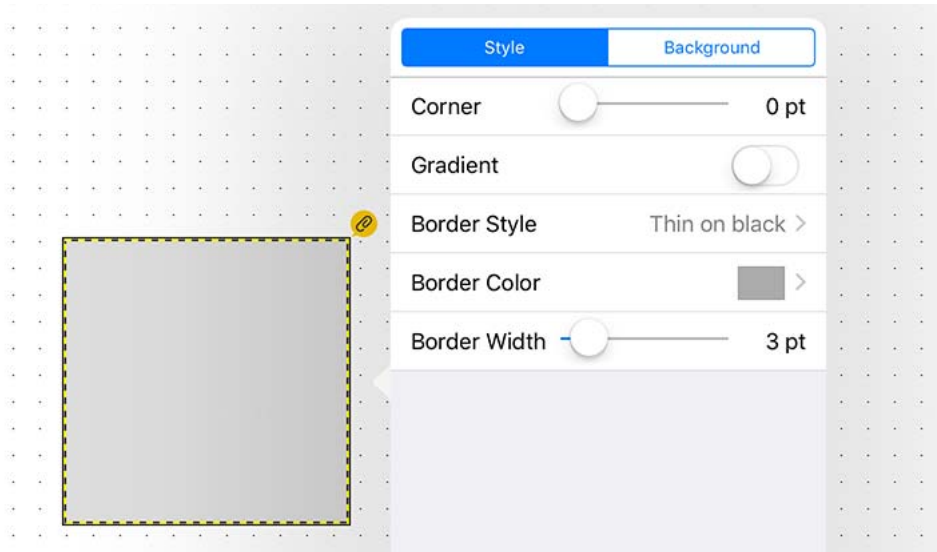 Style Background
Corner 0 pt
Gradient
Border Style Thin on black >
Border Color >
Border Width 3 pt